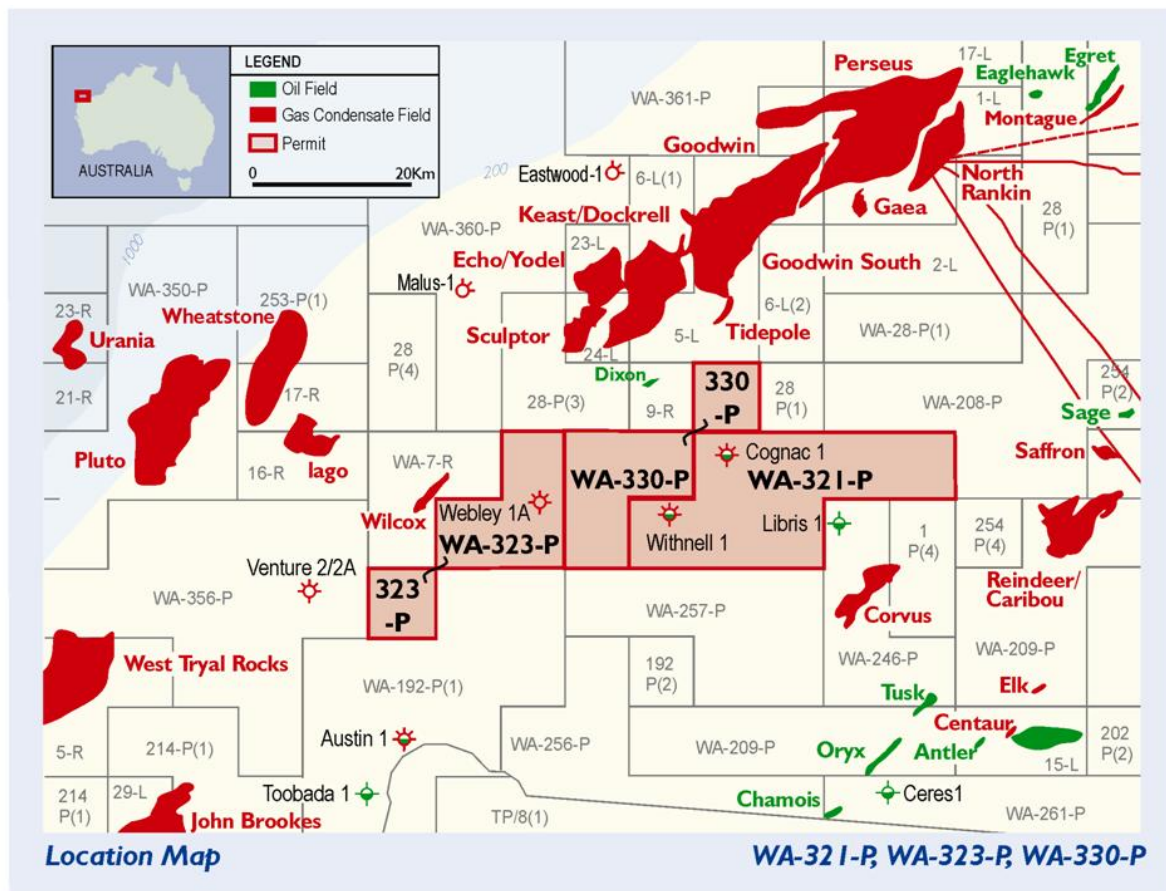 LEGEND
Oil Field
Gas Condensate Field
Permit
0 20Km
AUSTRALIA
Perseus
17-L
Egret
Eaglehawk
WA-361-P
1-L
Montague
Goodwin
200
Eastwood-1
6-L(1)
North
Rankin
Keast/Dockrell
Gaea
28
P(1)
WA-360-P
23-L
1000
Echo/Yodel
Goodwin South
2-L
Malus-1
WA-350-P
253-P(1)
23-R
Wheatstone
6-L(2)
Urania
Sculptor
5-L
Tidepole
WA-28-P(1)
28
P(4)
24-L
Dixon
330
-P
254
P(2)
21-R
17-R
28-P(3)
9-R
28
P(1)
WA-208-P
Sage
Pluto
Iago
16-R
WA-7-R
WA-330-P
Cognac 1
WA-321-P
Saffron
Wilcox
Webley 1A
WA-323-P
Withnell 1
Libris 1
1
P(4)
254
P(4)
Venture 2/2A
323
-P
Reindeer/
Caribou
WA-356-P
WA-257-P
Corvus
West Tryal Rocks
WA-192-P(1)
192
P(2)
WA-246-P
WA-209-P
Tusk
Elk
Austin 1
Centaur
5-R
214-P(1)
WA-256-P
WA-209-P
Oryx
Antler
202
P(2)
15-L
Toobada 1
214
P(1)
29-L
Ceres1
Chamois
John Brookes
TP/8(1)
WA-261-P
Location Map
WA-321-P, WA-323-P, WA-330-P